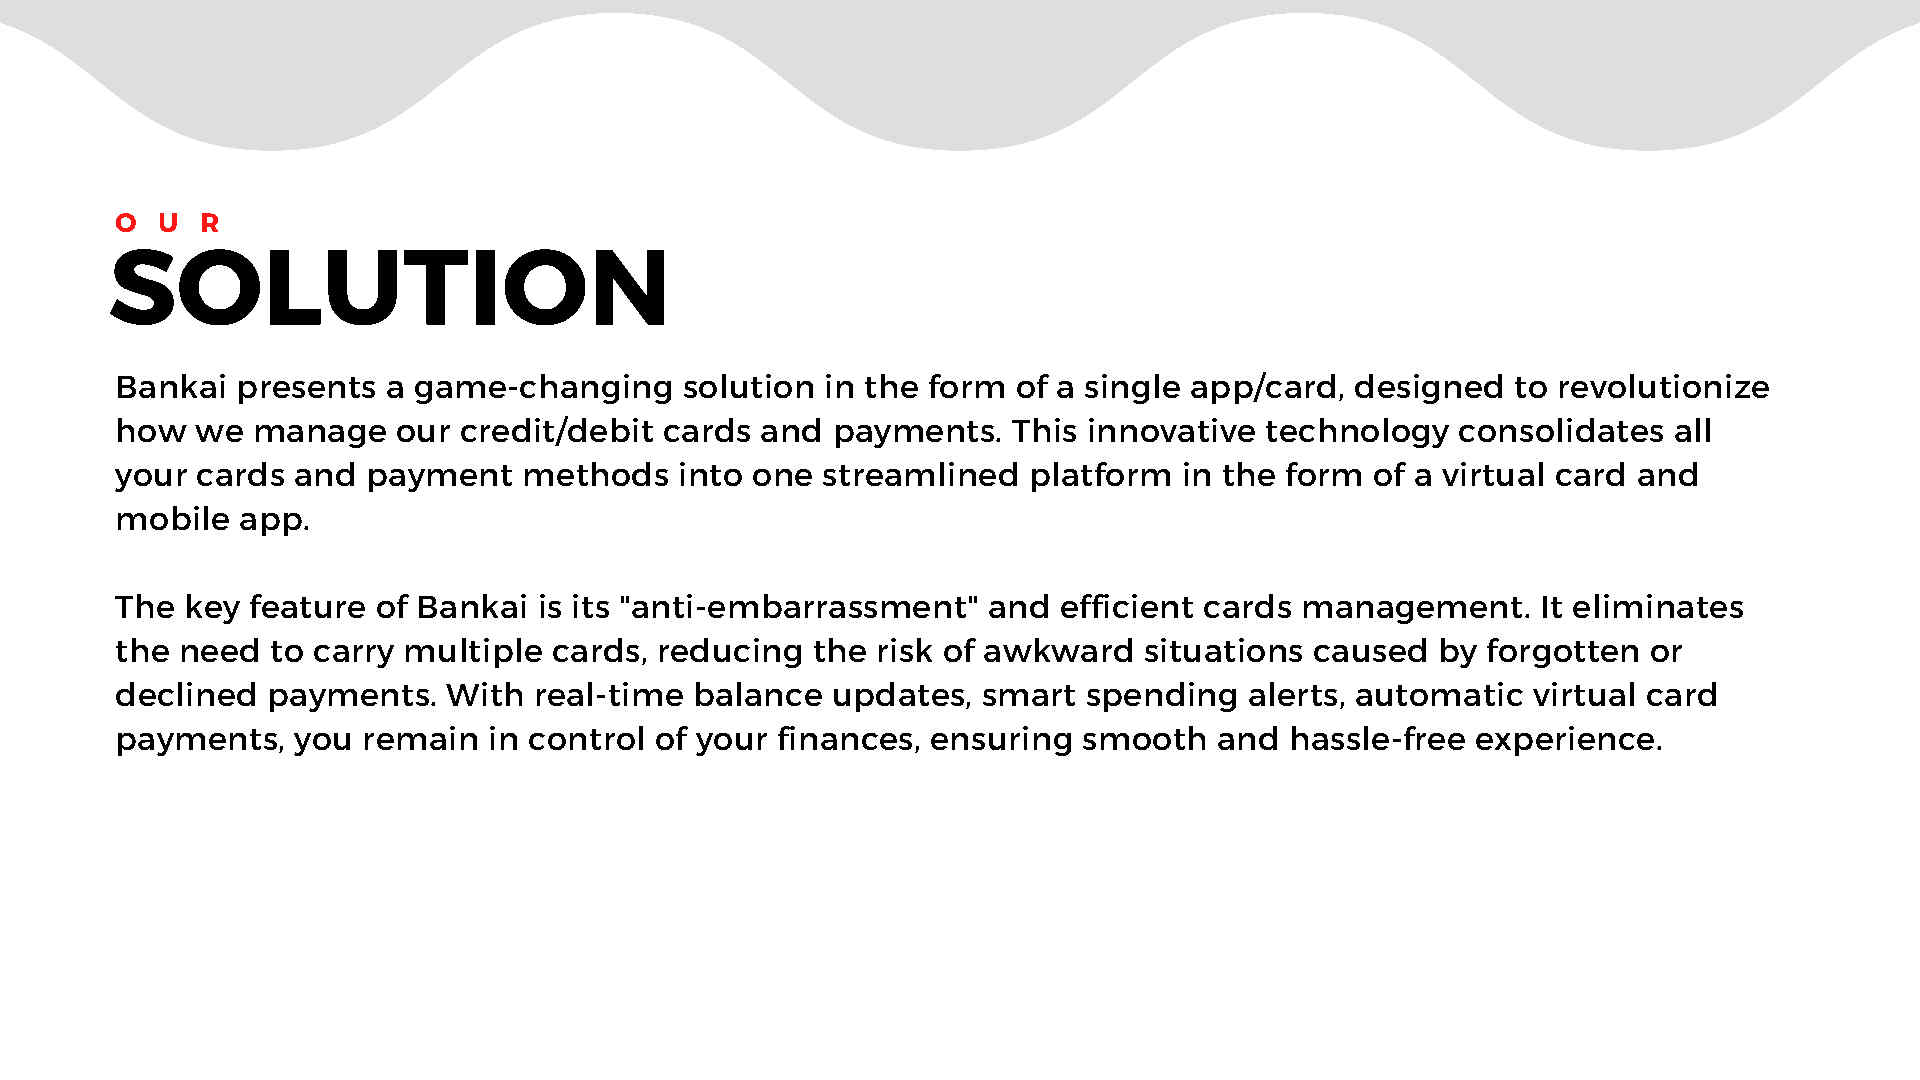 O U R
SOLUTION
Bankai presents a game-changing solution in the form of a single app/card, designed to revolutionize
how we manage our credit/debit cards and payments. This innovative technology consolidates all
your cards and payment methods into one streamlined platform in the form of a virtual card and
mobile app.
The key feature of Bankai is its "anti-embarrassment" and efficient cards management. It eliminates
the need to carry multiple cards, reducing the risk of awkward situations caused by forgotten or
declined payments. With real-time balance updates, smart spending alerts, automatic virtual card
payments, you remain in control of your finances, ensuring smooth and hassle-free experience.